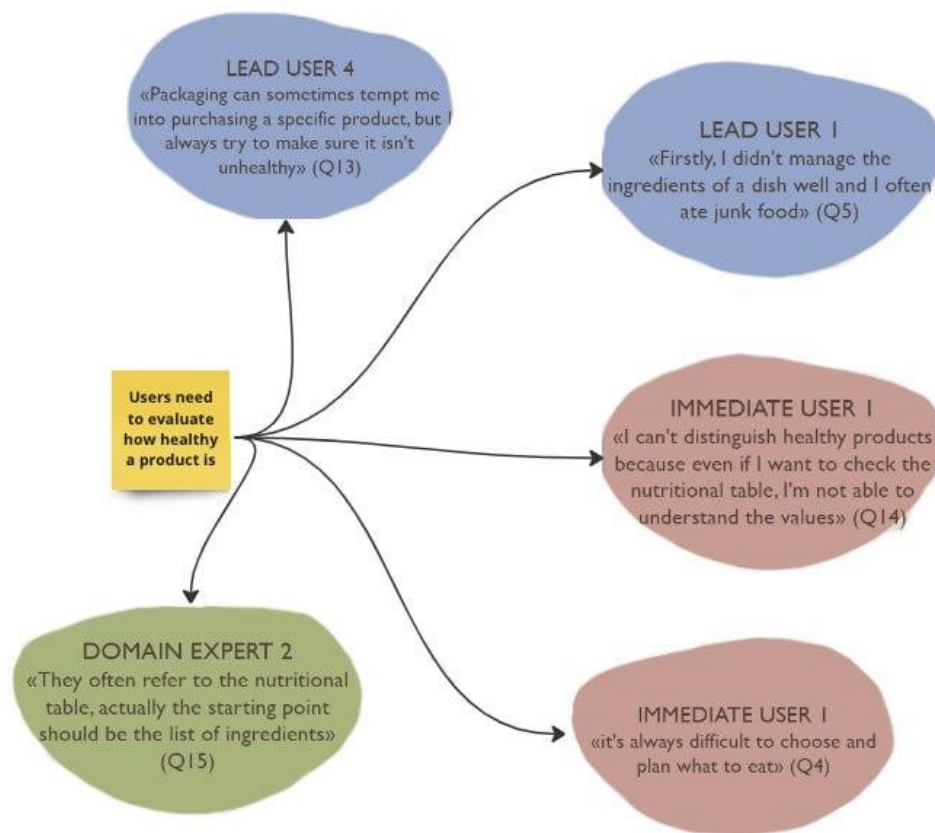 LEAD USER 4
«Packaging can sometimes tempt me
into purchasing a specific product, but I
always try to make sure it isn't
unhealthy» (Q13)
LEAD USER 1
«Firstly, I didn't manage the
ingredients of a dish well and I often
ate junk food» (Q5)
Users need
to evaluate
how healthy
a product is
IMMEDIATE USER 1
«I can't distinguish healthy products
because even if I want to check the
nutritional table, I'm not able to
understand the values» (Q14)
DOMAIN EXPERT 2
«They often refer to the nutritional
table, actually the starting point
should be the list of ingredients»
(Q15)
IMMEDIATE USER 1
«it's always difficult to choose and
plan what to eat» (Q4)